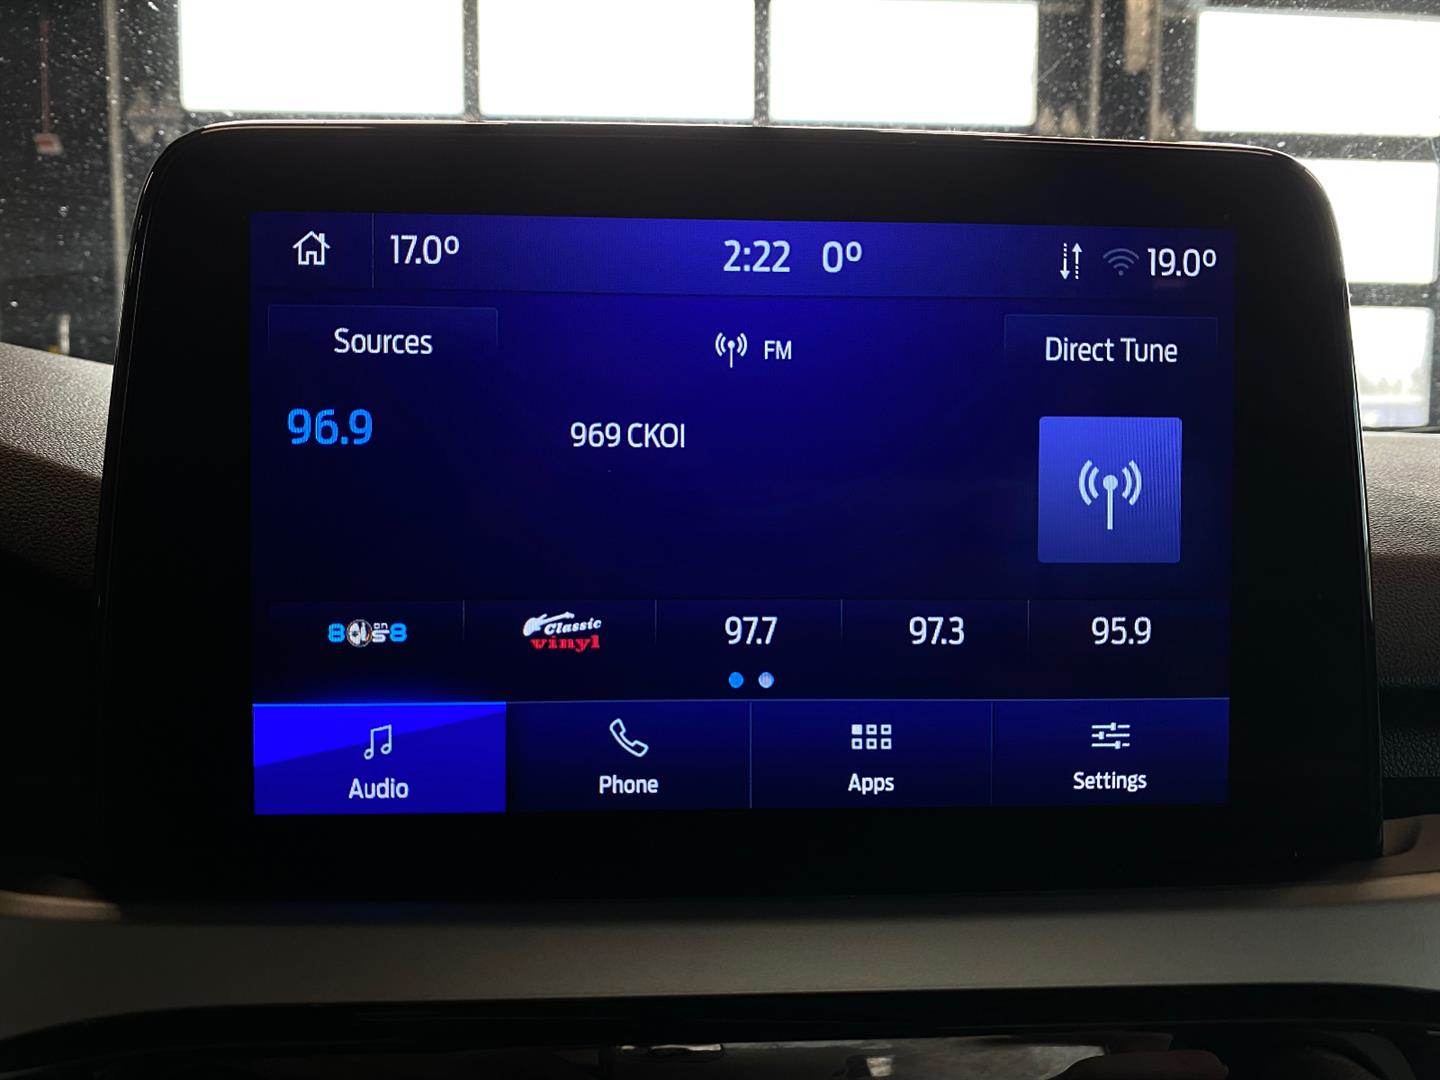 17.0° 2:22 0° 19.0°
Sources FM Direct Tune
96.9 969 CKOI
80s on 8 Classic vinyl 97.7 97.3 95.9
Audio Phone Apps Settings